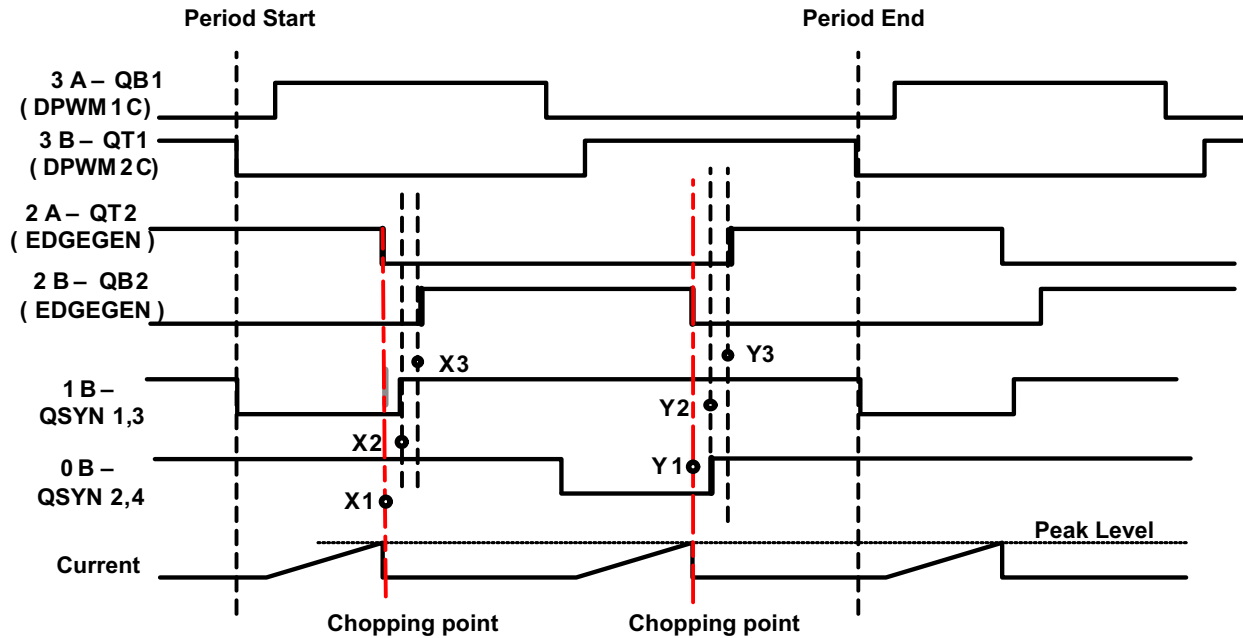 Period Start
Period End
3 A – QB1
( DPWM 1 C )
3 B – QT1
( DPWM 2 C )
2 A – QT2
( EDGEGEN )
2 B – QB2
( EDGEGEN )
X3
Y3
1 B –
QSYN 1,3
Y2
X2
0 B –
QSYN 2,4
Y1
X1
Peak Level
Current
Chopping point
Chopping point